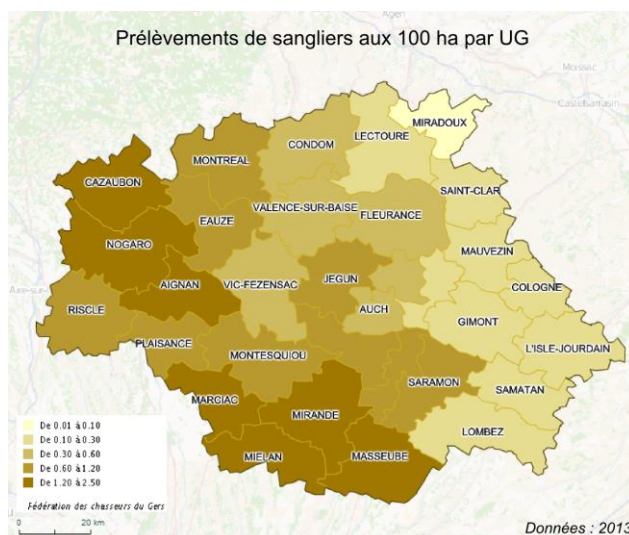 Prélèvements de sangliers aux 100 ha par UG
Agen
Moissac
Castelsarrasin
MIRADOUX
LECTOURE
CONDOM
MONTREAL
CAZAUBON
SAINT-CLAR
VALENCE-SUR-BAISE
FLEURANCE
EAUZE
NOGARO
MAUVEZIN
COLOGNE
JEGUN
VIC-FEZENSAC
AIGNAN
RISCLE
AUCH
GIMONT
PLAISANCE
L'ISLE-JOURDAIN
MONTESQUIOU
SARAMON
SAMATAN
MARCIAC
MIRANDE
LOMBEZ
MIELAN
MASSEUBE
De 0.01 à 0.10
De 0.10 à 0.30
De 0.30 à 0.60
De 0.60 à 1.20
De 1.20 à 2.50
Fédération des chasseurs du Gers
0 20 km
Données : 2013